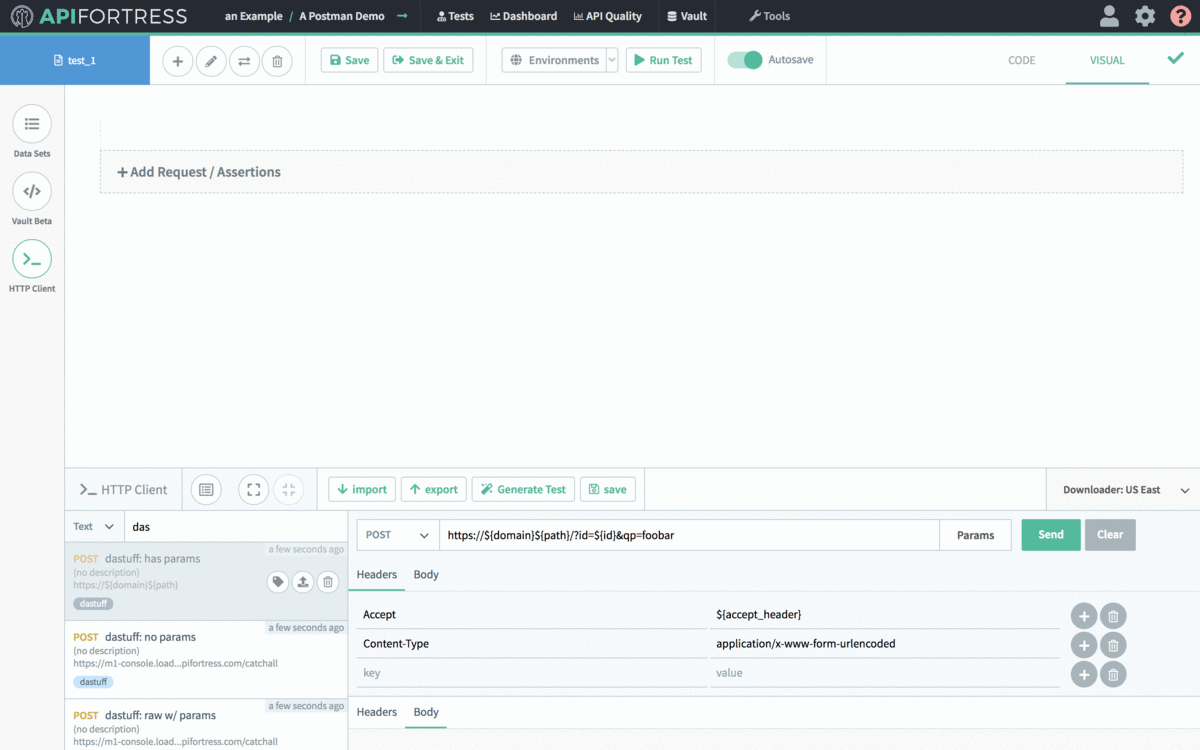 APIFORTRESS an Example / A Postman Demo → Tests Dashboard API Quality Vault Tools ?
test_1 Save Save & Exit Environments Run Test Autosave CODE VISUAL
Data Sets
Vault Beta
HTTP Client
+ Add Request / Assertions
HTTP Client import export Generate Test save Downloader: US East
Text das
POST dastuff: has params a few seconds ago
(no description)
https://${domain}${path}
dastuff
POST dastuff: no params a few seconds ago
(no description)
https://m1-console.load...pifortress.com/catchall
dastuff
POST dastuff: raw w/ params a few seconds ago
(no description)
https://m1-console.load...pifortress.com/catchall
POST https://${domain}${path}/?id=${id}&qp=foobar Params Send Clear
Headers Body
Accept ${accept_header}
Content-Type application/x-www-form-urlencoded
key value
Headers Body